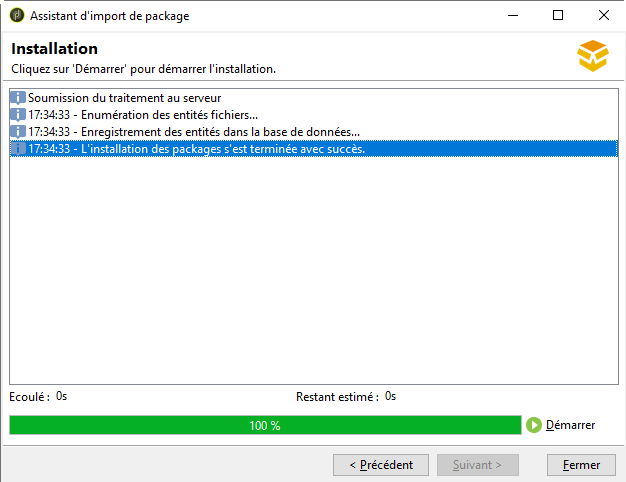 Assistant d'import de package
Installation
Cliquez sur 'Démarrer' pour démarrer l'installation.
Soumission du traitement au serveur
17:34:33 - Enumération des entités fichiers...
17:34:33 - Enregistrement des entités dans la base de données...
17:34:33 - L'installation des packages s'est terminée avec succès.
Ecoulé : 0s Restant estimé : 0s
100 % Démarrer
< Précédent Suivant > Fermer